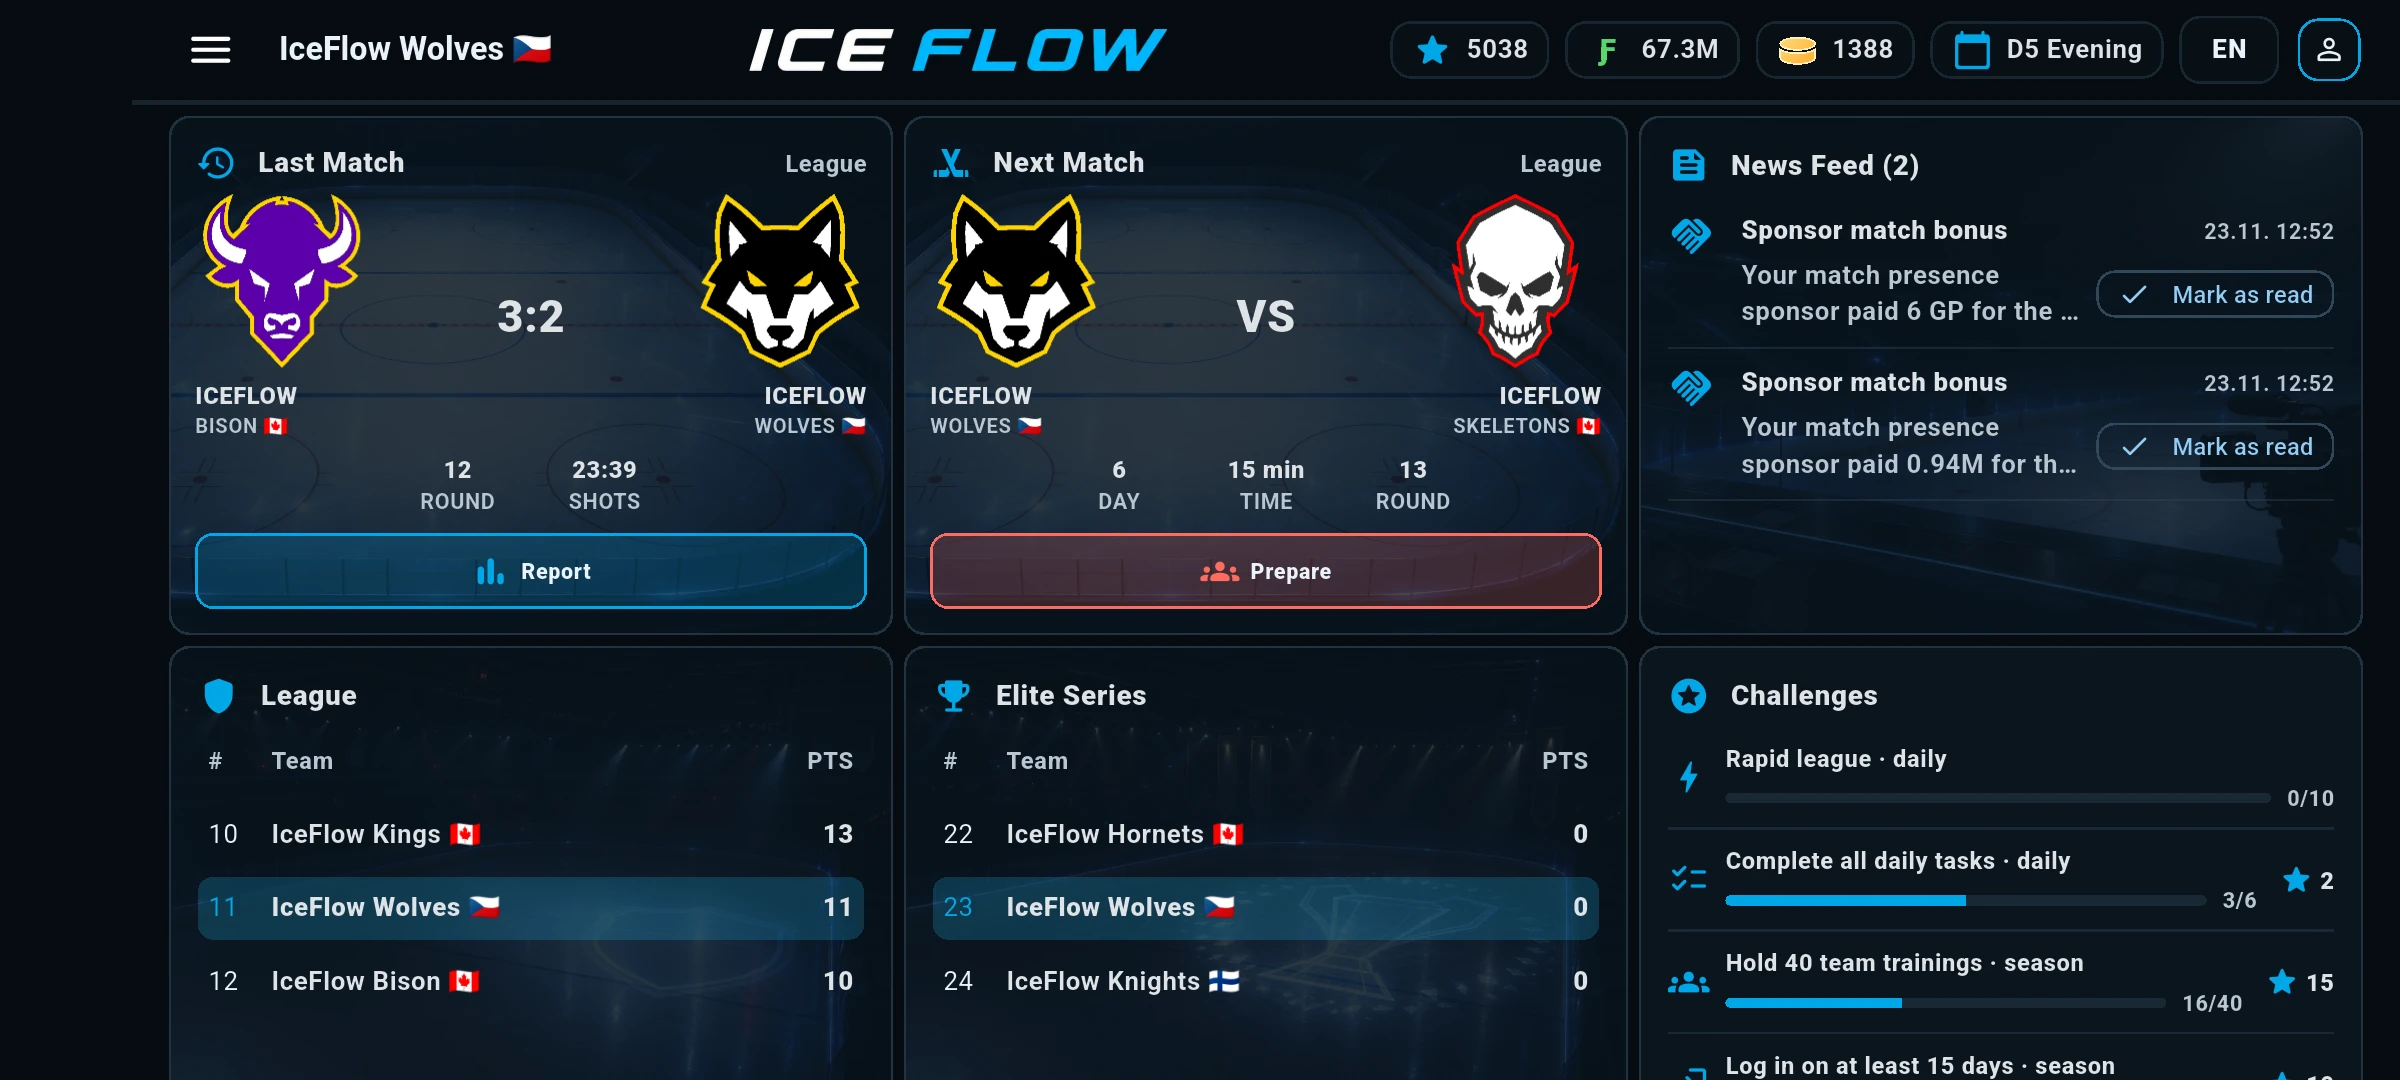 IceFlow Wolves
ICE FLOW
5038
67.3M
1388
D5 Evening
EN
Last Match
League
3:2
ICEFLOW
BISON
ICEFLOW
WOLVES
12
ROUND
23:39
SHOTS
Report
Next Match
League
VS
ICEFLOW
WOLVES
ICEFLOW
SKELETONS
6
DAY
15 min
TIME
13
ROUND
Prepare
News Feed (2)
Sponsor match bonus
23.11. 12:52
Your match presence
sponsor paid 6 GP for the ...
Mark as read
Sponsor match bonus
23.11. 12:52
Your match presence
sponsor paid 0.94M for th...
Mark as read
League
# Team PTS
10 IceFlow Kings 13
11 IceFlow Wolves 11
12 IceFlow Bison 10
Elite Series
# Team PTS
22 IceFlow Hornets 0
23 IceFlow Wolves 0
24 IceFlow Knights 0
Challenges
Rapid league · daily
0/10
Complete all daily tasks · daily
3/6
2
Hold 40 team trainings · season
16/40
15
Log in on at least 15 days · season